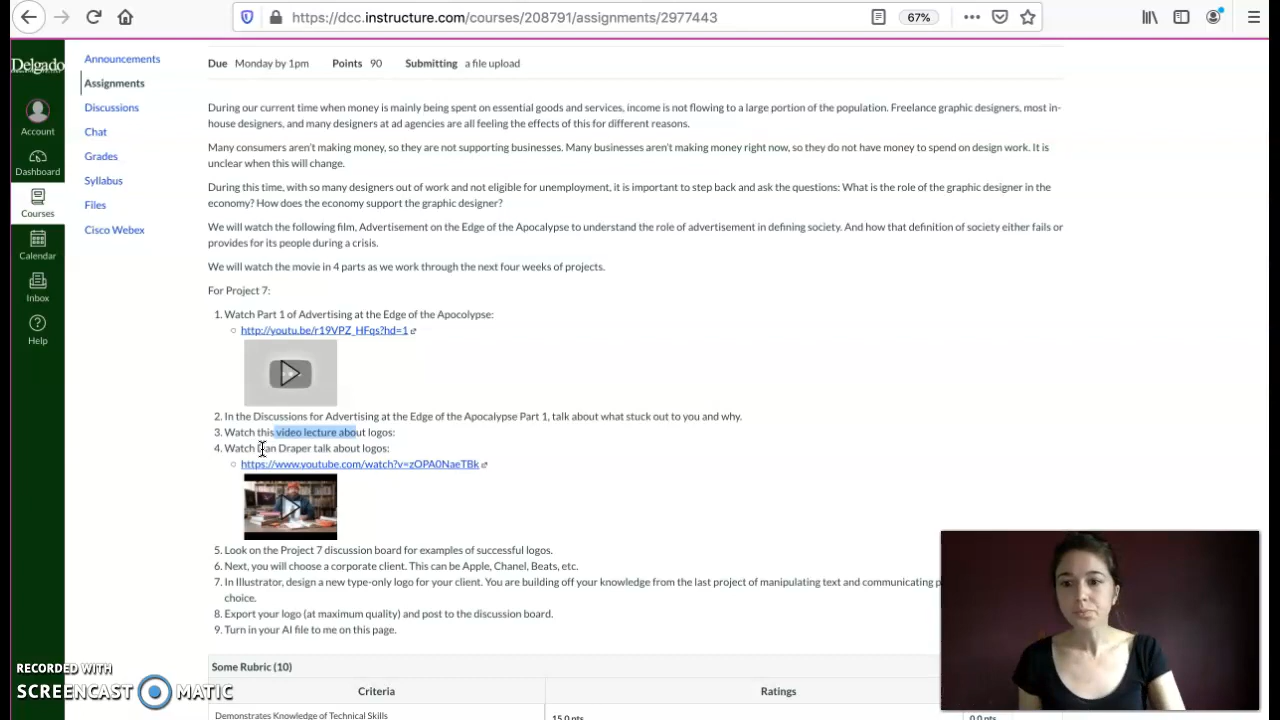 https://dcc.instructure.com/courses/208791/assignments/2977443
67%
Delgado
Announcements
Assignments
Discussions
Chat
Grades
Syllabus
Files
Cisco Webex
Account
Dashboard
Courses
Calendar
Inbox
Help
Due Monday by 1pm Points 90 Submitting a file upload
During our current time when money is mainly being spent on essential goods and services, income is not flowing to a large portion of the population. Freelance graphic designers, most in-
house designers, and many designers at ad agencies are all feeling the effects of this for different reasons.
Many consumers aren't making money, so they are not supporting businesses. Many businesses aren't making money right now, so they do not have money to spend on design work. It is
unclear when this will change.
During this time, with so many designers out of work and not eligible for unemployment, it is important to step back and ask the questions: What is the role of the graphic designer in the
economy? How does the economy support the graphic designer?
We will watch the following film, Advertisement on the Edge of the Apocalypse to understand the role of advertisement in defining society. And how that definition of society either fails or
provides for its people during a crisis.
We will watch the movie in 4 parts as we work through the next four weeks of projects.
For Project 7:
1. Watch Part 1 of Advertising at the Edge of the Apocolypse:
http://youtu.be/r19VPZ_HFqs?hd=1
2. In the Discussions for Advertising at the Edge of the Apocalypse Part 1, talk about what stuck out to you and why.
3. Watch this video lecture about logos:
4. Watch Dan Draper talk about logos:
https://www.youtube.com/watch?v=zOPA0NaeTBk
5. Look on the Project 7 discussion board for examples of successful logos.
6. Next, you will choose a corporate client. This can be Apple, Chanel, Beats, etc.
7. In Illustrator, design a new type-only logo for your client. You are building off your knowledge from the last project of manipulating text and communicating
choice.
8. Export your logo (at maximum quality) and post to the discussion board.
9. Turn in your AI file to me on this page.
Some Rubric (10)
Criteria Ratings
Demonstrates Knowledge of Technical Skills
15.0 pts 0.0 pts
RECORDED WITH
SCREENCAST MATIC